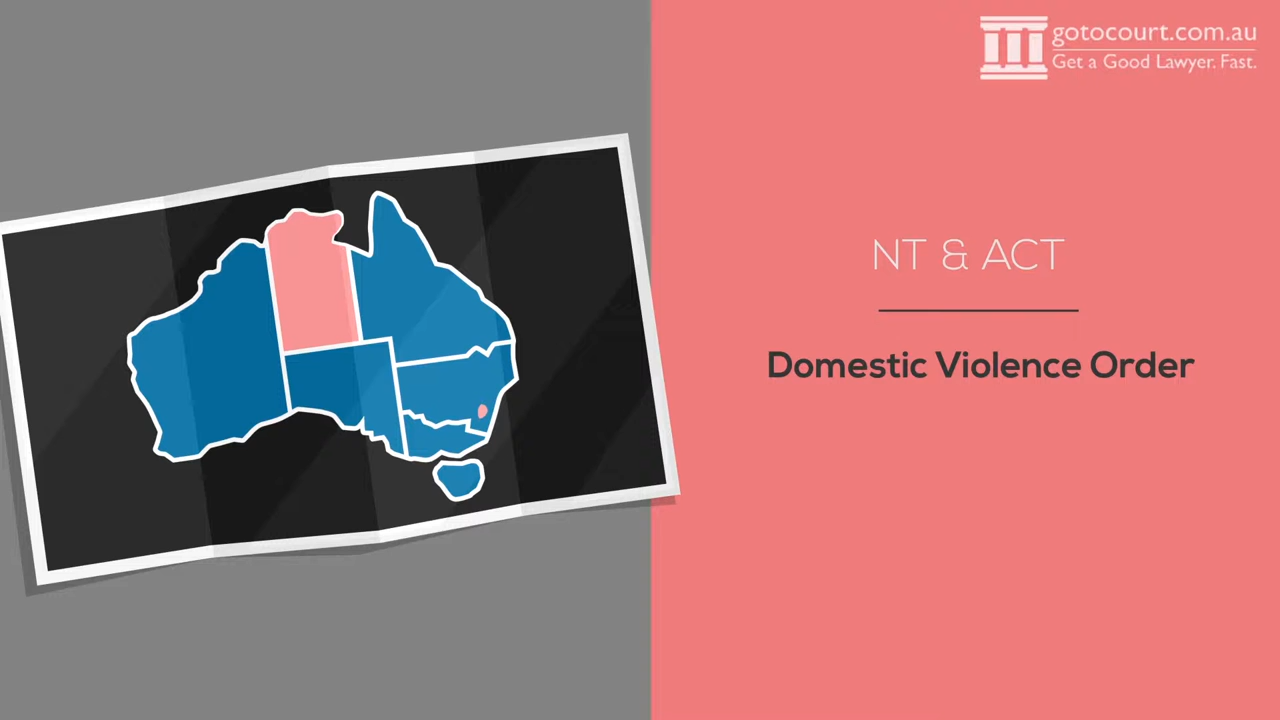 gotocourt.com.au
Get a Good Lawyer. Fast.
NT & ACT
Domestic Violence Order